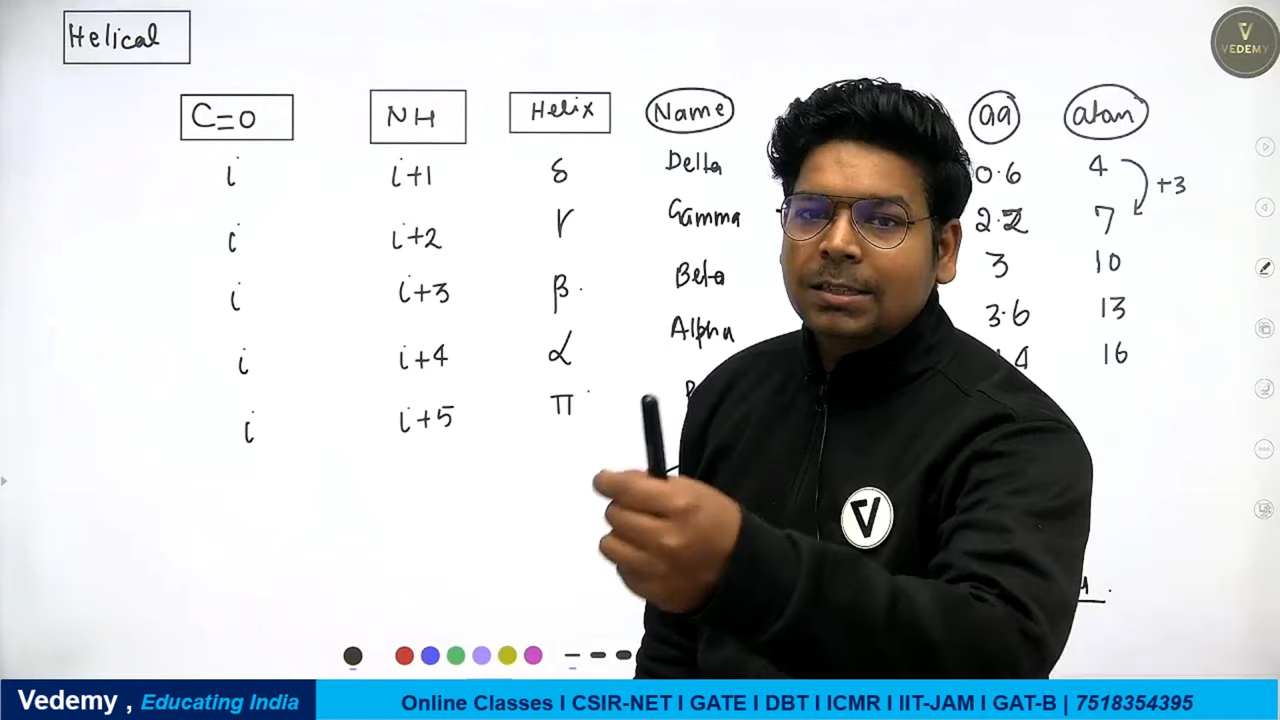 Helical
VEDEMY
C=O NH Helix Name aa atom
i i+1 δ Delta 0.6 4
+3
i i+2 γ Gamma 2.2 7
i i+3 β Beta 3 10
i i+4 α Alpha 3.6 13
i i+5 π 4 16
Vedemy , Educating India
Online Classes I CSIR-NET I GATE I DBT I ICMR I IIT-JAM I GAT-B | 7518354395